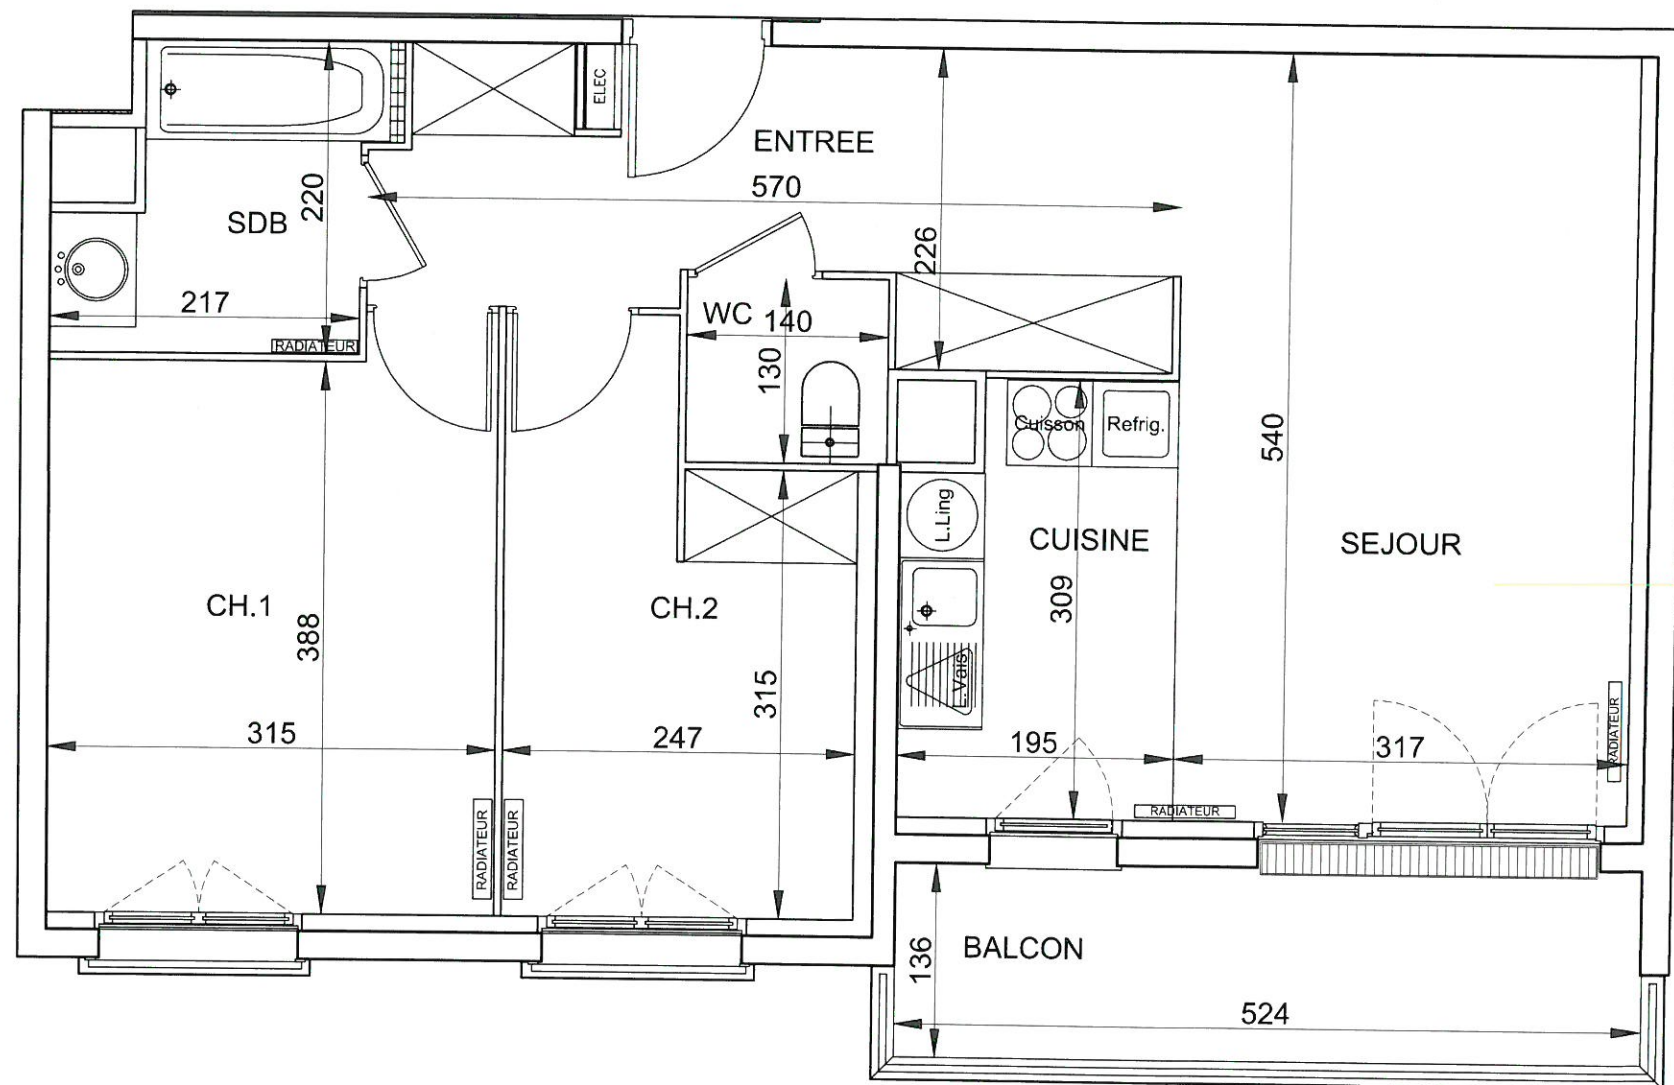 ELEC
ENTREE
570
220
SDB
226
217
WC
140
RADIATEUR
130
Cuisson
Refrig.
540
L.Ling
CUISINE
SEJOUR
309
CH.1
CH.2
388
L.Vais
315
315
247
195
317
RADIATEUR
RADIATEUR
RADIATEUR
RADIATEUR
136
BALCON
524